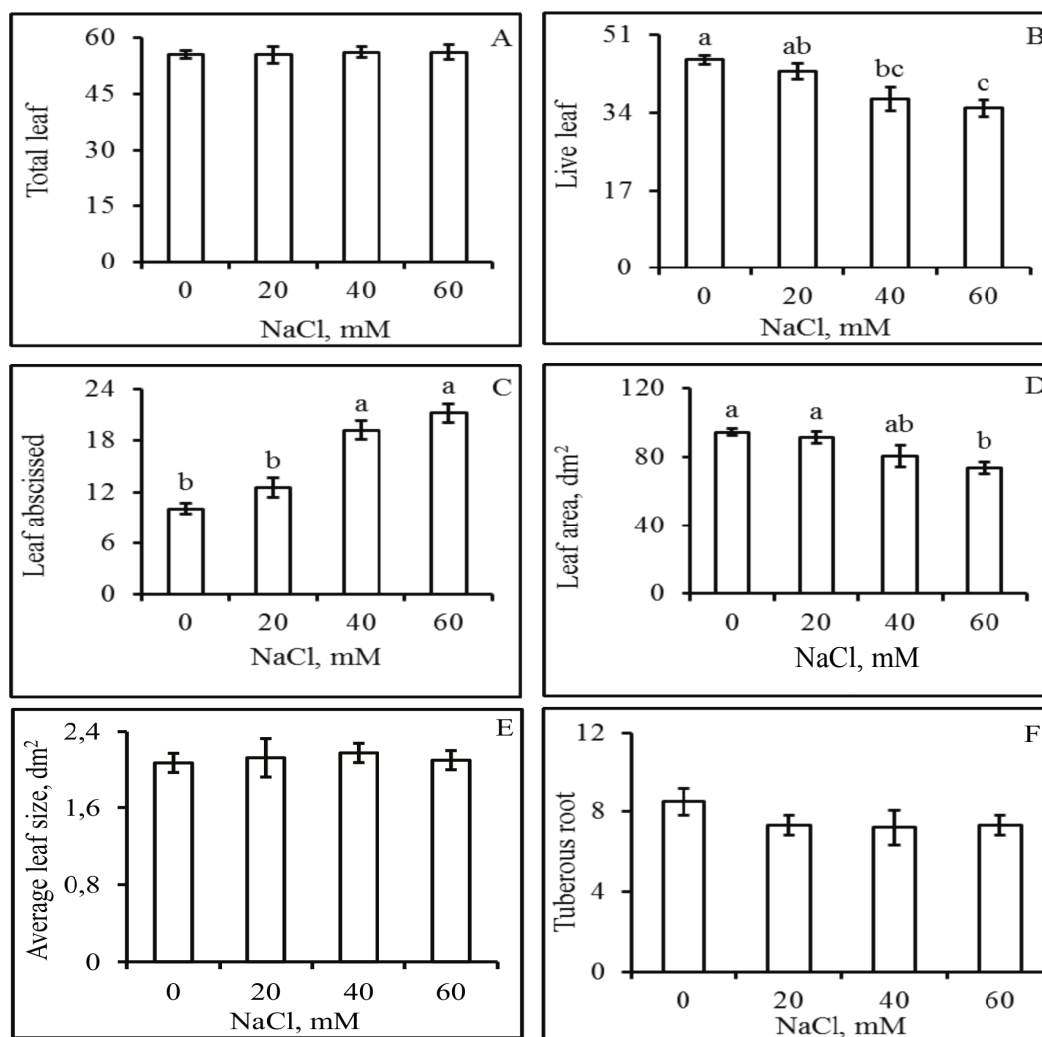 A
Total leaf
60
45
30
15
0
0 20 40 60
NaCl, mM
B
Live leaf
51
34
17
0
a ab bc c
0 20 40 60
NaCl, mM
C
Leaf abscissed
24
18
12
6
0
b b a a
0 20 40 60
NaCl, mM
D
Leaf area, dm²
120
80
40
0
a a ab b
0 20 40 60
NaCl, mM
E
Average leaf size, dm²
2,4
1,6
0,8
0
0 20 40 60
NaCl, mM
F
Tuberous root
12
8
4
0
0 20 40 60
NaCl, mM